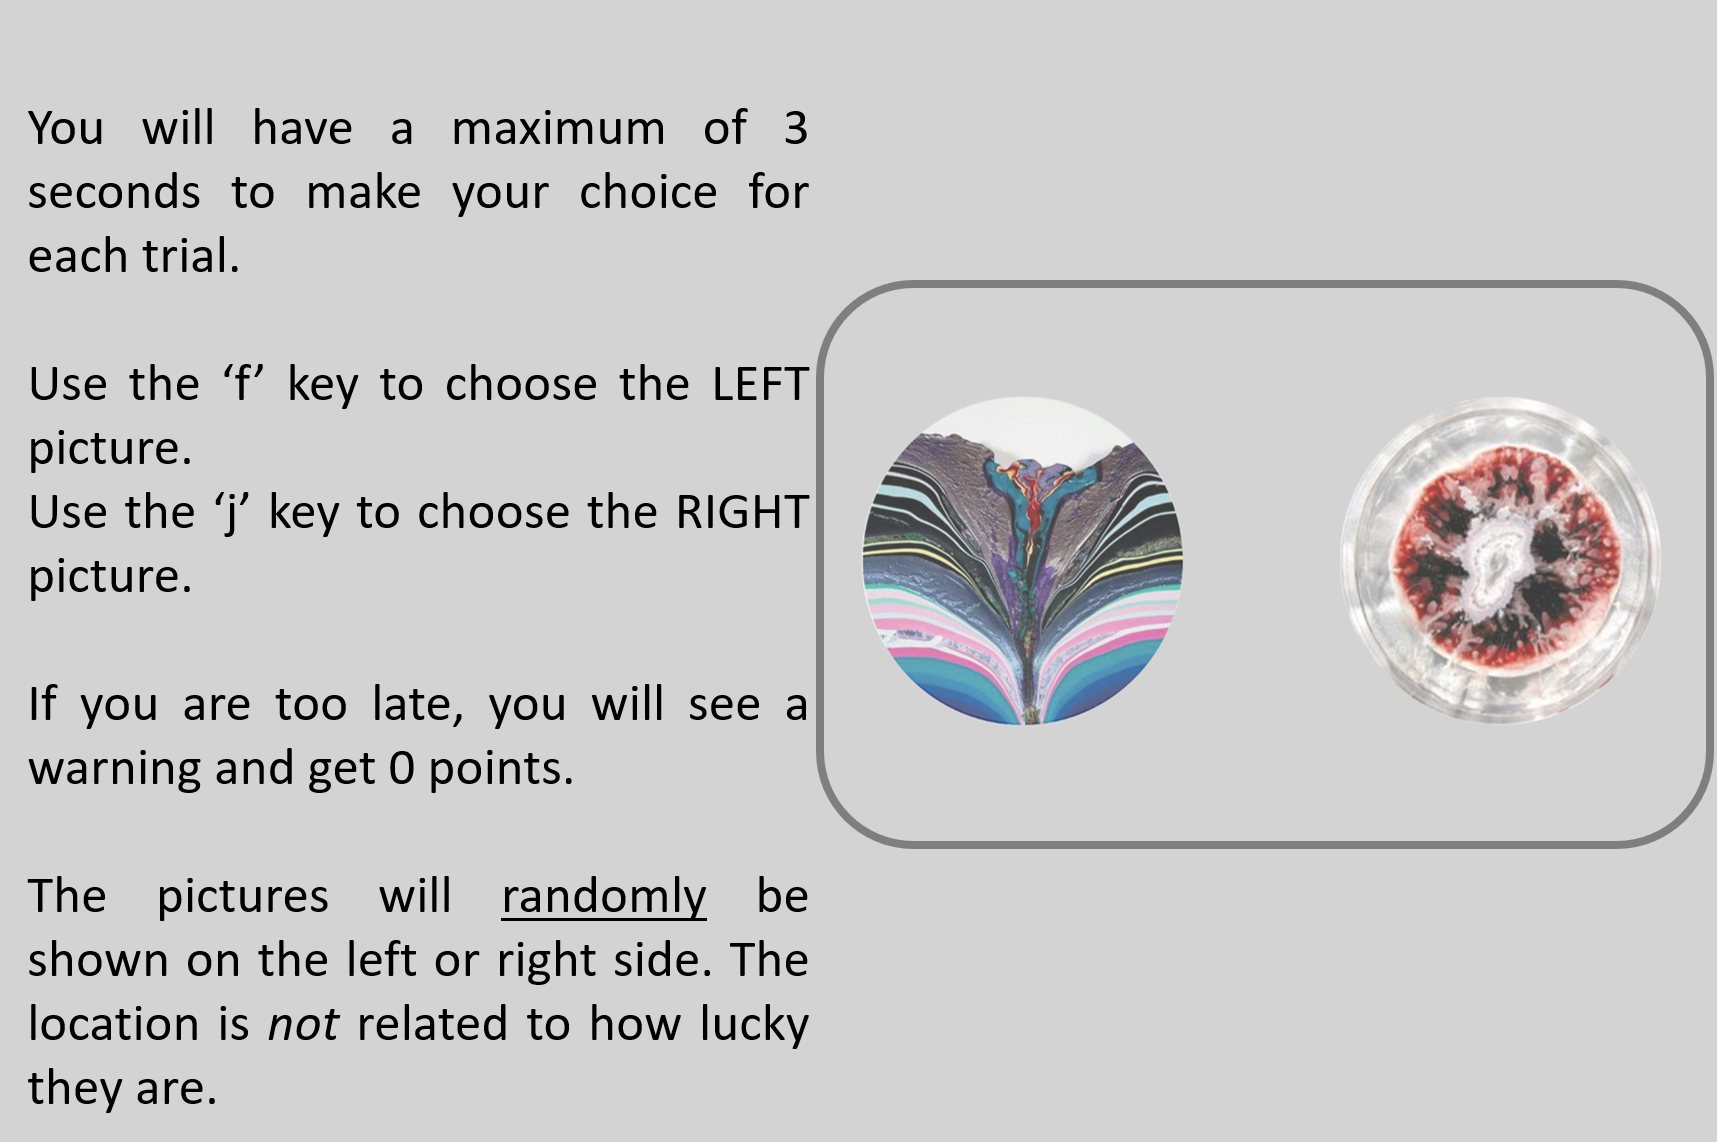 You will have a maximum of 3
seconds to make your choice for
each trial.
Use the ‘f’ key to choose the LEFT
picture.
Use the ‘j’ key to choose the RIGHT
picture.
If you are too late, you will see a
warning and get 0 points.
The pictures will randomly be
shown on the left or right side. The
location is not related to how lucky
they are.